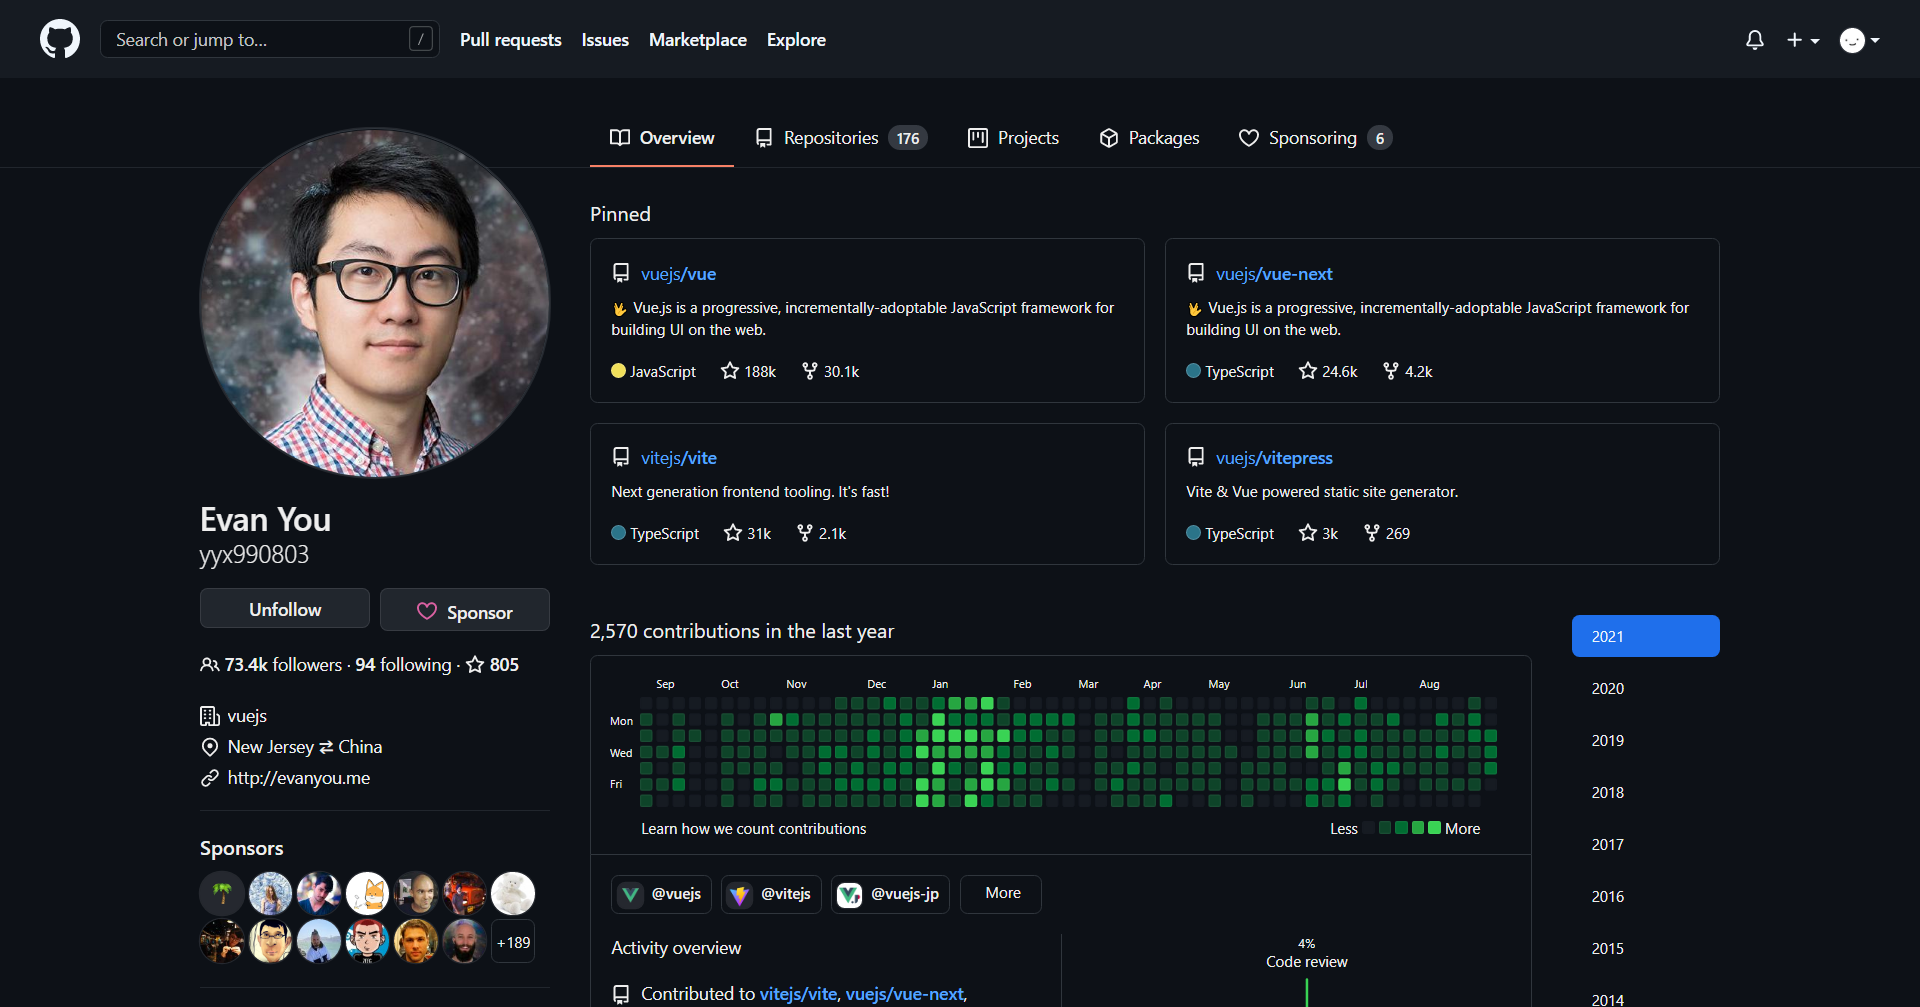 Search or jump to... /
Pull requests Issues Marketplace Explore
Overview Repositories 176 Projects Packages Sponsoring 6
Evan You
yyx990803
Unfollow Sponsor
73.4k followers · 94 following · 805
vuejs
New Jersey ⇄ China
http://evanyou.me
Sponsors
+189
Pinned
vuejs/vue
🖖 Vue.js is a progressive, incrementally-adoptable JavaScript framework for
building UI on the web.
JavaScript 188k 30.1k
vuejs/vue-next
🖖 Vue.js is a progressive, incrementally-adoptable JavaScript framework for
building UI on the web.
TypeScript 24.6k 4.2k
vitejs/vite
Next generation frontend tooling. It's fast!
TypeScript 31k 2.1k
vuejs/vitepress
Vite & Vue powered static site generator.
TypeScript 3k 269
2,570 contributions in the last year
Sep Oct Nov Dec Jan Feb Mar Apr May Jun Jul Aug
Mon
Wed
Fri
Learn how we count contributions Less More
@vuejs @vitejs @vuejs-jp More
Activity overview
Contributed to vitejs/vite, vuejs/vue-next,
4%
Code review
2021
2020
2019
2018
2017
2016
2015
2014